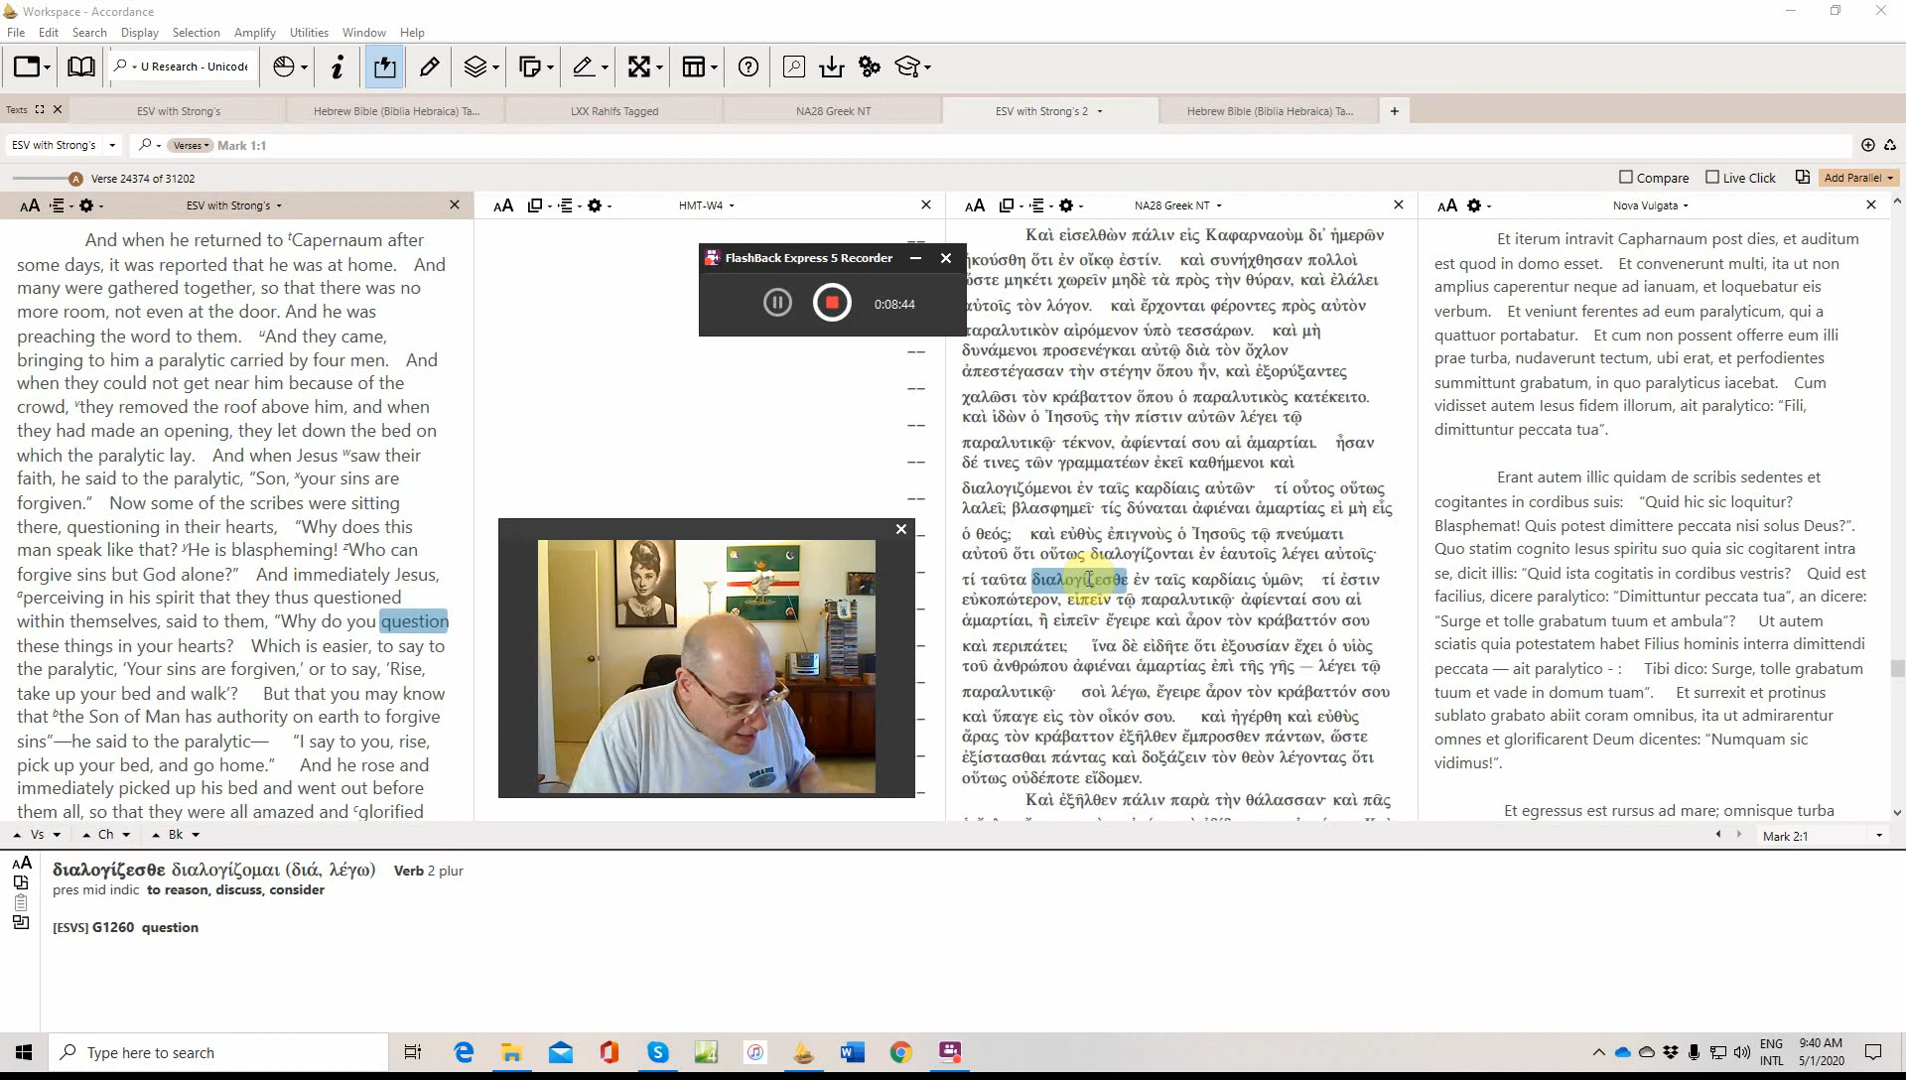 Workspace - Accordance
File Edit Search Display Selection Amplify Utilities Window Help
U Research - Unicode
Texts
ESV with Strong's
Hebrew Bible (Biblia Hebraica) Ta...
LXX Rahlfs Tagged
NA28 Greek NT
ESV with Strong's 2
Hebrew Bible (Biblia Hebraica) Ta...
ESV with Strong's
Verses
Mark 1:1
Verse 24374 of 31202
Compare
Live Click
Add Parallel
ESV with Strong's
HMT-W4
NA28 Greek NT
Nova Vulgata
And when he returned to ᵗCapernaum after
some days, it was reported that he was at home. And
many were gathered together, so that there was no
more room, not even at the door. And he was
preaching the word to them. ᵘAnd they came,
bringing to him a paralytic carried by four men. And
when they could not get near him because of the
crowd, ᵛthey removed the roof above him, and when
they had made an opening, they let down the bed on
which the paralytic lay. And when Jesus ʷsaw their
faith, he said to the paralytic, “Son, ˣyour sins are
forgiven.” Now some of the scribes were sitting
there, questioning in their hearts, “Why does this
man speak like that? ʸHe is blaspheming! ᶻWho can
forgive sins but God alone?” And immediately Jesus,
ᵃperceiving in his spirit that they thus questioned
within themselves, said to them, “Why do you question
these things in your hearts? Which is easier, to say to
the paralytic, ‘Your sins are forgiven,’ or to say, ‘Rise,
take up your bed and walk’? But that you may know
that ᵇthe Son of Man has authority on earth to forgive
sins”—he said to the paralytic— “I say to you, rise,
pick up your bed, and go home.” And he rose and
immediately picked up his bed and went out before
them all, so that they were all amazed and ᶜglorified
FlashBack Express 5 Recorder
0:08:44
Καὶ εἰσελθὼν πάλιν εἰς Καφαρναοὺμ δι᾽ ἡμερῶν
ἠκούσθη ὅτι ἐν οἴκῳ ἐστίν. καὶ συνήχθησαν πολλοὶ
ὥστε μηκέτι χωρεῖν μηδὲ τὰ πρὸς τὴν θύραν, καὶ ἐλάλει
αὐτοῖς τὸν λόγον. καὶ ἔρχονται φέροντες πρὸς αὐτὸν
παραλυτικὸν αἰρόμενον ὑπὸ τεσσάρων. καὶ μὴ
δυνάμενοι προσενέγκαι αὐτῷ διὰ τὸν ὄχλον
ἀπεστέγασαν τὴν στέγην ὅπου ἦν, καὶ ἐξορύξαντες
χαλῶσι τὸν κράβαττον ὅπου ὁ παραλυτικὸς κατέκειτο.
καὶ ἰδὼν ὁ Ἰησοῦς τὴν πίστιν αὐτῶν λέγει τῷ
παραλυτικῷ· τέκνον, ἀφίενταί σου αἱ ἁμαρτίαι. ἦσαν
δέ τινες τῶν γραμματέων ἐκεῖ καθήμενοι καὶ
διαλογιζόμενοι ἐν ταῖς καρδίαις αὐτῶν· τί οὗτος οὕτως
λαλεῖ; βλασφημεῖ· τίς δύναται ἀφιέναι ἁμαρτίας εἰ μὴ εἷς
ὁ θεός; καὶ εὐθὺς ἐπιγνοὺς ὁ Ἰησοῦς τῷ πνεύματι
αὐτοῦ ὅτι οὕτως διαλογίζονται ἐν ἑαυτοῖς λέγει αὐτοῖς·
τί ταῦτα διαλογίζεσθε ἐν ταῖς καρδίαις ὑμῶν; τί ἐστιν
εὐκοπώτερον, εἰπεῖν τῷ παραλυτικῷ· ἀφίενταί σου αἱ
ἁμαρτίαι, ἢ εἰπεῖν· ἔγειρε καὶ ἆρον τὸν κράβαττόν σου
καὶ περιπάτει; ἵνα δὲ εἰδῆτε ὅτι ἐξουσίαν ἔχει ὁ υἱὸς
τοῦ ἀνθρώπου ἀφιέναι ἁμαρτίας ἐπὶ τῆς γῆς — λέγει τῷ
παραλυτικῷ· σοὶ λέγω, ἔγειρε ἆρον τὸν κράβαττόν σου
καὶ ὕπαγε εἰς τὸν οἶκόν σου. καὶ ἠγέρθη καὶ εὐθὺς
ἄρας τὸν κράβαττον ἐξῆλθεν ἔμπροσθεν πάντων, ὥστε
ἐξίστασθαι πάντας καὶ δοξάζειν τὸν θεὸν λέγοντας ὅτι
οὕτως οὐδέποτε εἴδομεν.
Καὶ ἐξῆλθεν πάλιν παρὰ τὴν θάλασσαν· καὶ πᾶς
Et iterum intravit Capharnaum post dies, et auditum
est quod in domo esset. Et convenerunt multi, ita ut non
amplius caperentur neque ad ianuam, et loquebatur eis
verbum. Et veniunt ferentes ad eum paralyticum, qui a
quattuor portabatur. Et cum non possent offerre eum illi
prae turba, nudaverunt tectum, ubi erat, et perfodientes
summittunt grabatum, in quo paralyticus iacebat. Cum
vidisset autem Iesus fidem illorum, ait paralytico: “Fili,
dimittuntur peccata tua”.
Erant autem illic quidam de scribis sedentes et
cogitantes in cordibus suis: “Quid hic sic loquitur?
Blasphemat! Quis potest dimittere peccata nisi solus Deus?”.
Quo statim cognito Iesus spiritu suo quia sic cogitarent intra
se, dicit illis: “Quid ista cogitatis in cordibus vestris? Quid est
facilius, dicere paralytico: “Dimittuntur peccata tua”, an dicere:
“Surge et tolle grabatum tuum et ambula”? Ut autem
sciatis quia potestatem habet Filius hominis interra dimittendi
peccata — ait paralytico - : Tibi dico: Surge, tolle grabatum
tuum et vade in domum tuam”. Et surrexit et protinus
sublato grabato abiit coram omnibus, ita ut admirarentur
omnes et glorificarent Deum dicentes: “Numquam sic
vidimus!”.
Et egressus est rursus ad mare; omnisque turba
Vs Ch Bk
Mark 2:1
διαλογίζεσθε διαλογίζομαι (διά, λέγω) Verb 2 plur
pres mid indic to reason, discuss, consider
[ESVS] G1260 question
Type here to search
ENG
INTL
9:40 AM
5/1/2020